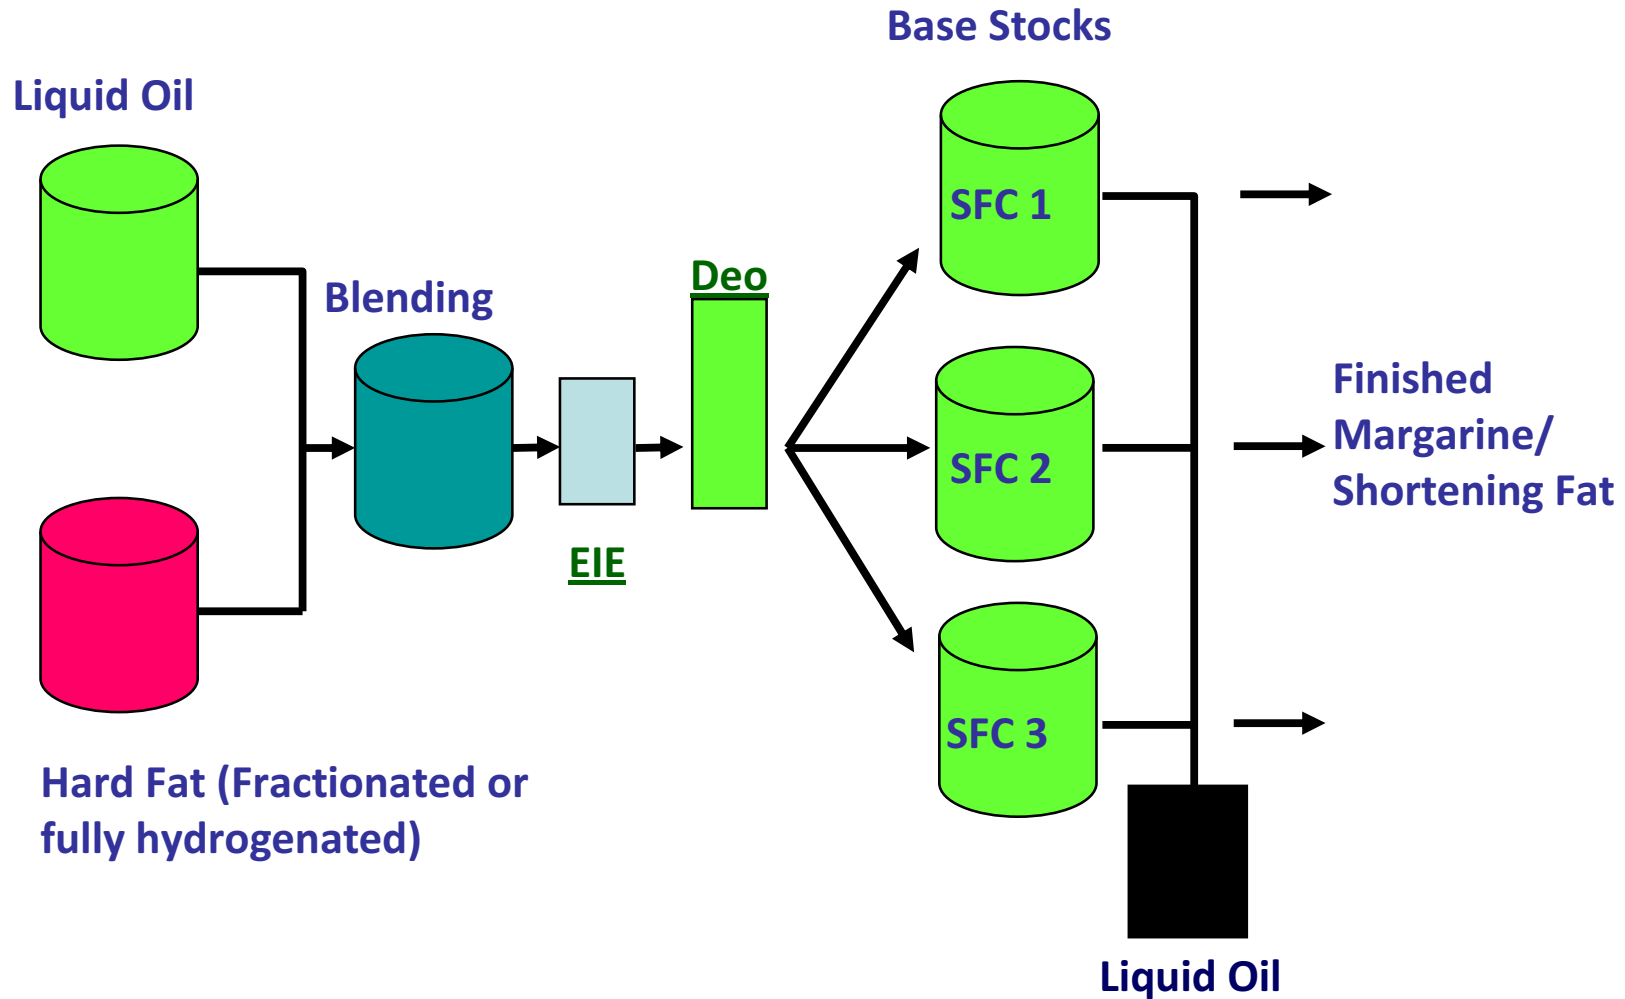 Base Stocks
Liquid Oil
SFC 1
Deo
Blending
Finished
Margarine/
Shortening Fat
SFC 2
EIE
SFC 3
Hard Fat (Fractionated or
fully hydrogenated)
Liquid Oil